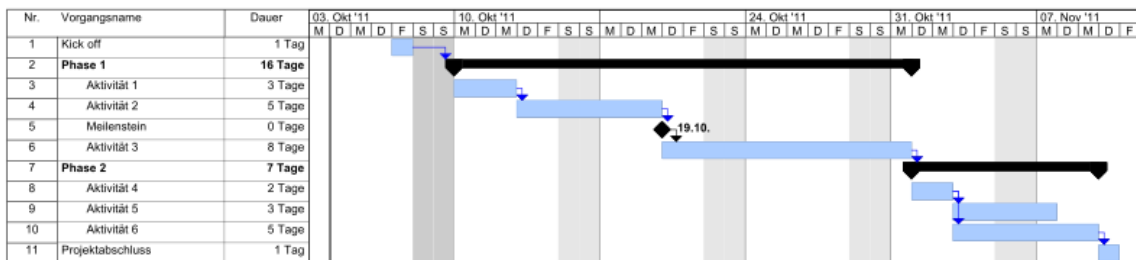 Nr. Vorgangsname Dauer 03. Okt '11 10. Okt '11 24. Okt '11 31. Okt '11 07. Nov '11
M D M D F S S M D M D F S S M D M D F S S M D M D F S S M D M D F S S M D M D F
1 Kick off 1 Tag
2 Phase 1 16 Tage
3 Aktivität 1 3 Tage
4 Aktivität 2 5 Tage
5 Meilenstein 0 Tage 19.10.
6 Aktivität 3 8 Tage
7 Phase 2 7 Tage
8 Aktivität 4 2 Tage
9 Aktivität 5 3 Tage
10 Aktivität 6 5 Tage
11 Projektabschluss 1 Tag